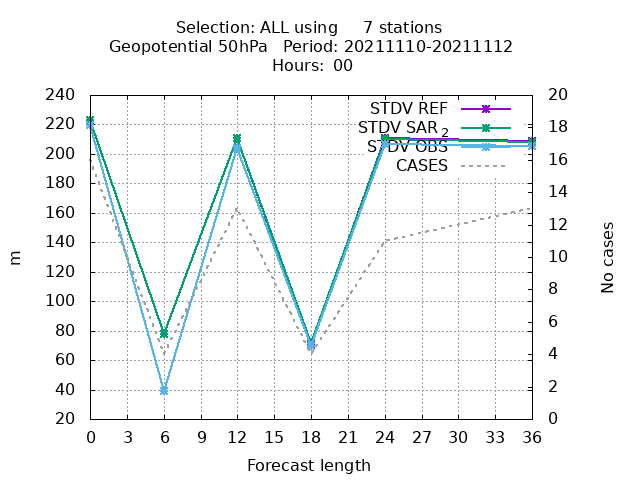 Selection: ALL using     7 stations
Geopotential 50hPa   Period: 20211110-20211112
Hours: 00
240
220
200
180
160
140
120
100
80
60
40
20
20
18
16
14
12
10
8
6
4
2
0
STDV REF
STDV SAR 2
STDV OBS
CASES
m
No cases
0 3 6 9 12 15 18 21 24 27 30 33 36
Forecast length